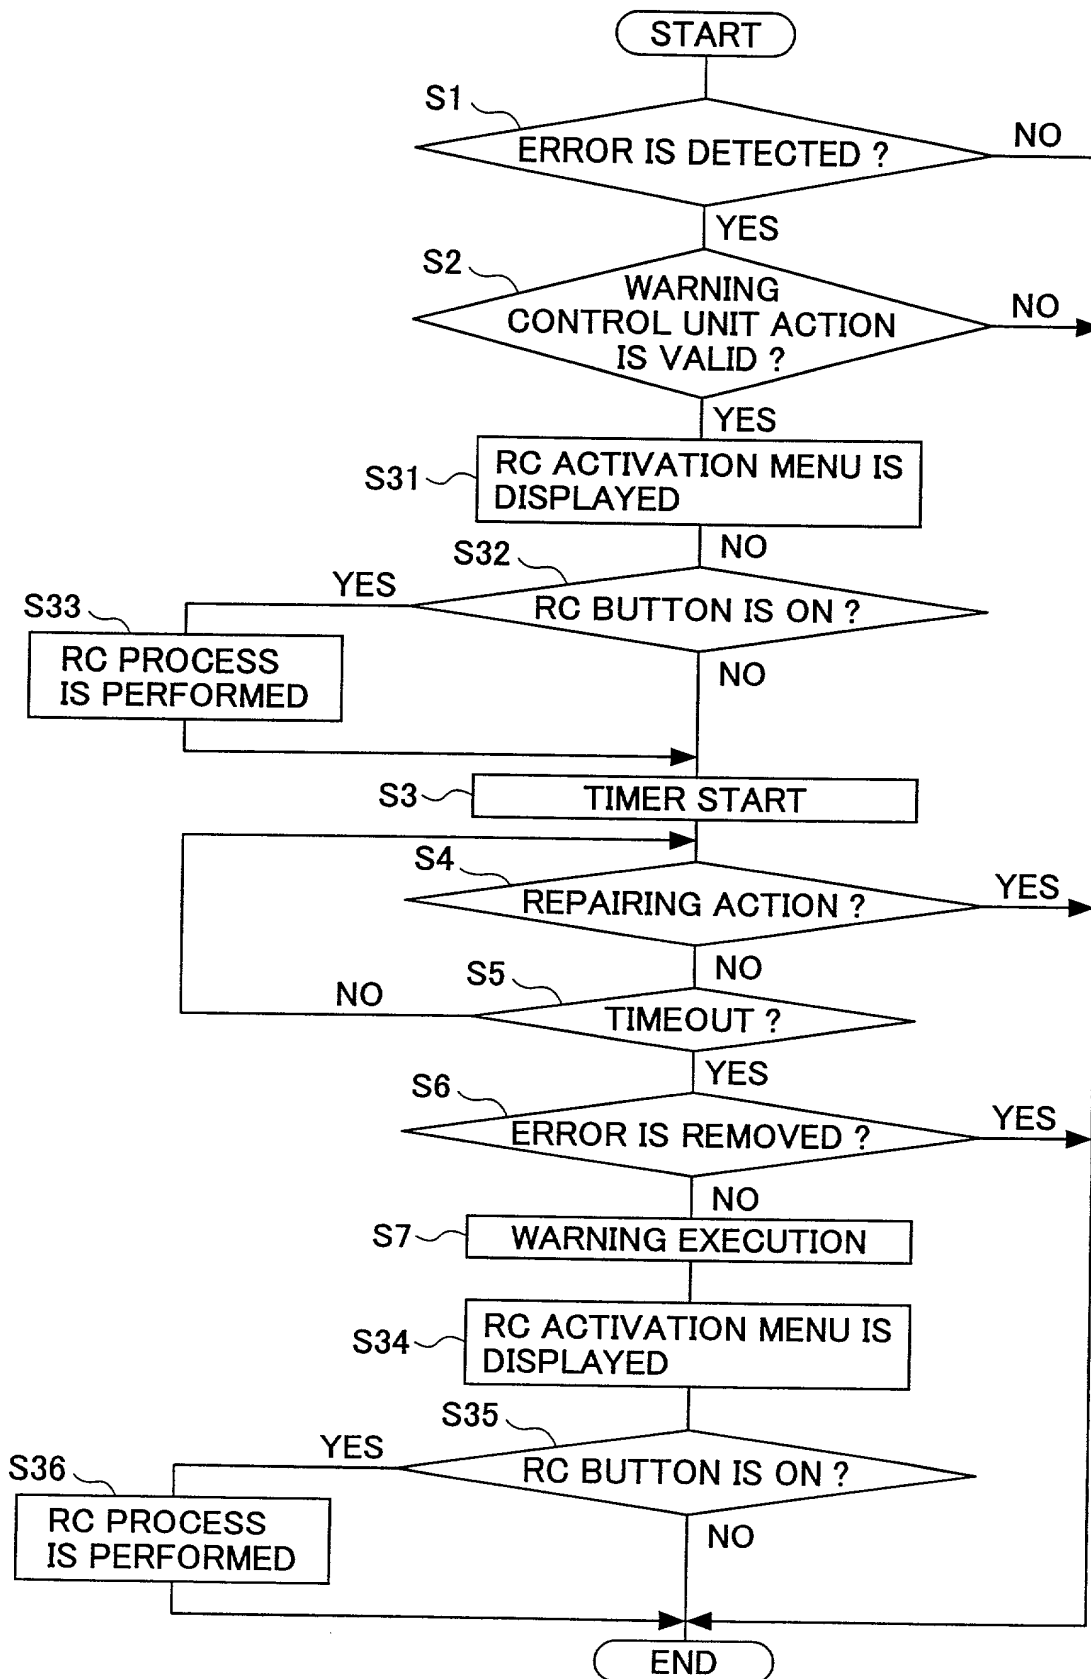 START
S1
ERROR IS DETECTED ?
NO
YES
S2
WARNING
CONTROL UNIT ACTION
IS VALID ?
NO
YES
S31
RC ACTIVATION MENU IS
DISPLAYED
NO
S32
RC BUTTON IS ON ?
YES
S33
RC PROCESS
IS PERFORMED
NO
S3
TIMER START
S4
REPAIRING ACTION ?
YES
NO
S5
TIMEOUT ?
NO
YES
S6
ERROR IS REMOVED ?
YES
NO
S7
WARNING EXECUTION
S34
RC ACTIVATION MENU IS
DISPLAYED
S35
RC BUTTON IS ON ?
YES
S36
RC PROCESS
IS PERFORMED
NO
END